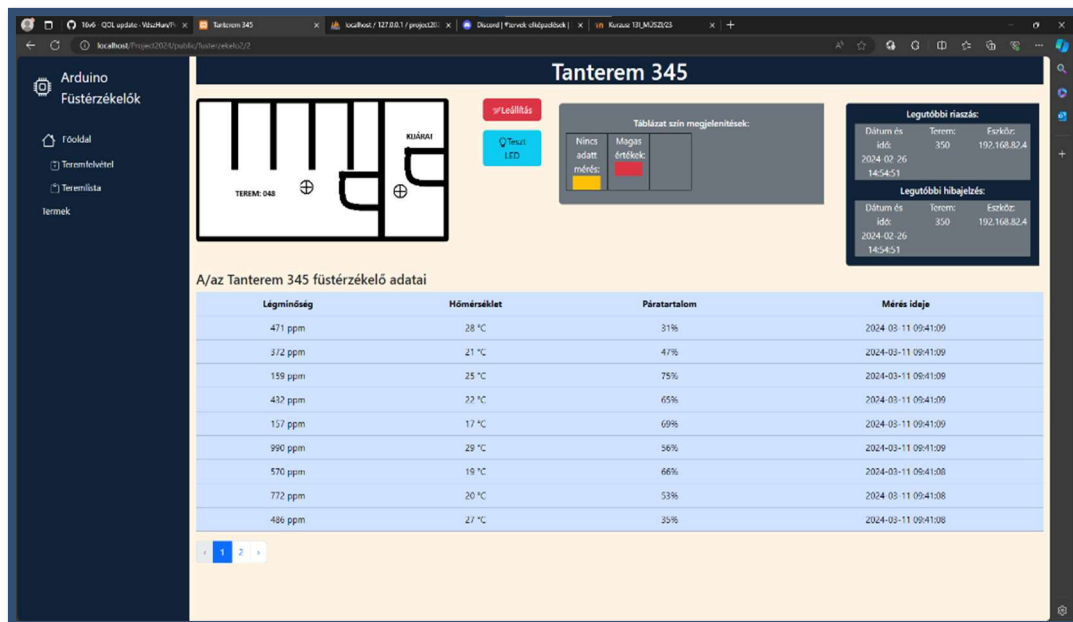 Tanterem 345
localhost/Project2024/public/fusterzekelo2/2
Arduino
Füstérzékelők
Főoldal
Teremfelvétel
Teremlista
Termek
Tanterem 345
KIJÁRAT
TEREM: 048
Leállítás
Teszt
LED
Táblázat szín megjelenítések:
Nincs
adatt
mérés:
Magas
értékek:
Legutóbbi riaszás:
Dátum és
idő:
2024-02-26
14:54:51
Terem:
350
Eszköz:
192.168.82.4
Legutóbbi hibajelzés:
Dátum és
idő:
2024-02-26
14:54:51
Terem:
350
Eszköz:
192.168.82.4
A/az Tanterem 345 füstérzékelő adatai
Légminőség Hőmérséklet Páratartalom Mérés ideje
471 ppm 28 °C 31% 2024-03-11 09:41:09
372 ppm 21 °C 47% 2024-03-11 09:41:09
159 ppm 25 °C 75% 2024-03-11 09:41:09
432 ppm 22 °C 65% 2024-03-11 09:41:09
157 ppm 17 °C 69% 2024-03-11 09:41:09
990 ppm 29 °C 56% 2024-03-11 09:41:09
570 ppm 19 °C 66% 2024-03-11 09:41:08
772 ppm 20 °C 53% 2024-03-11 09:41:08
486 ppm 27 °C 35% 2024-03-11 09:41:08
‹ 1 2 ›